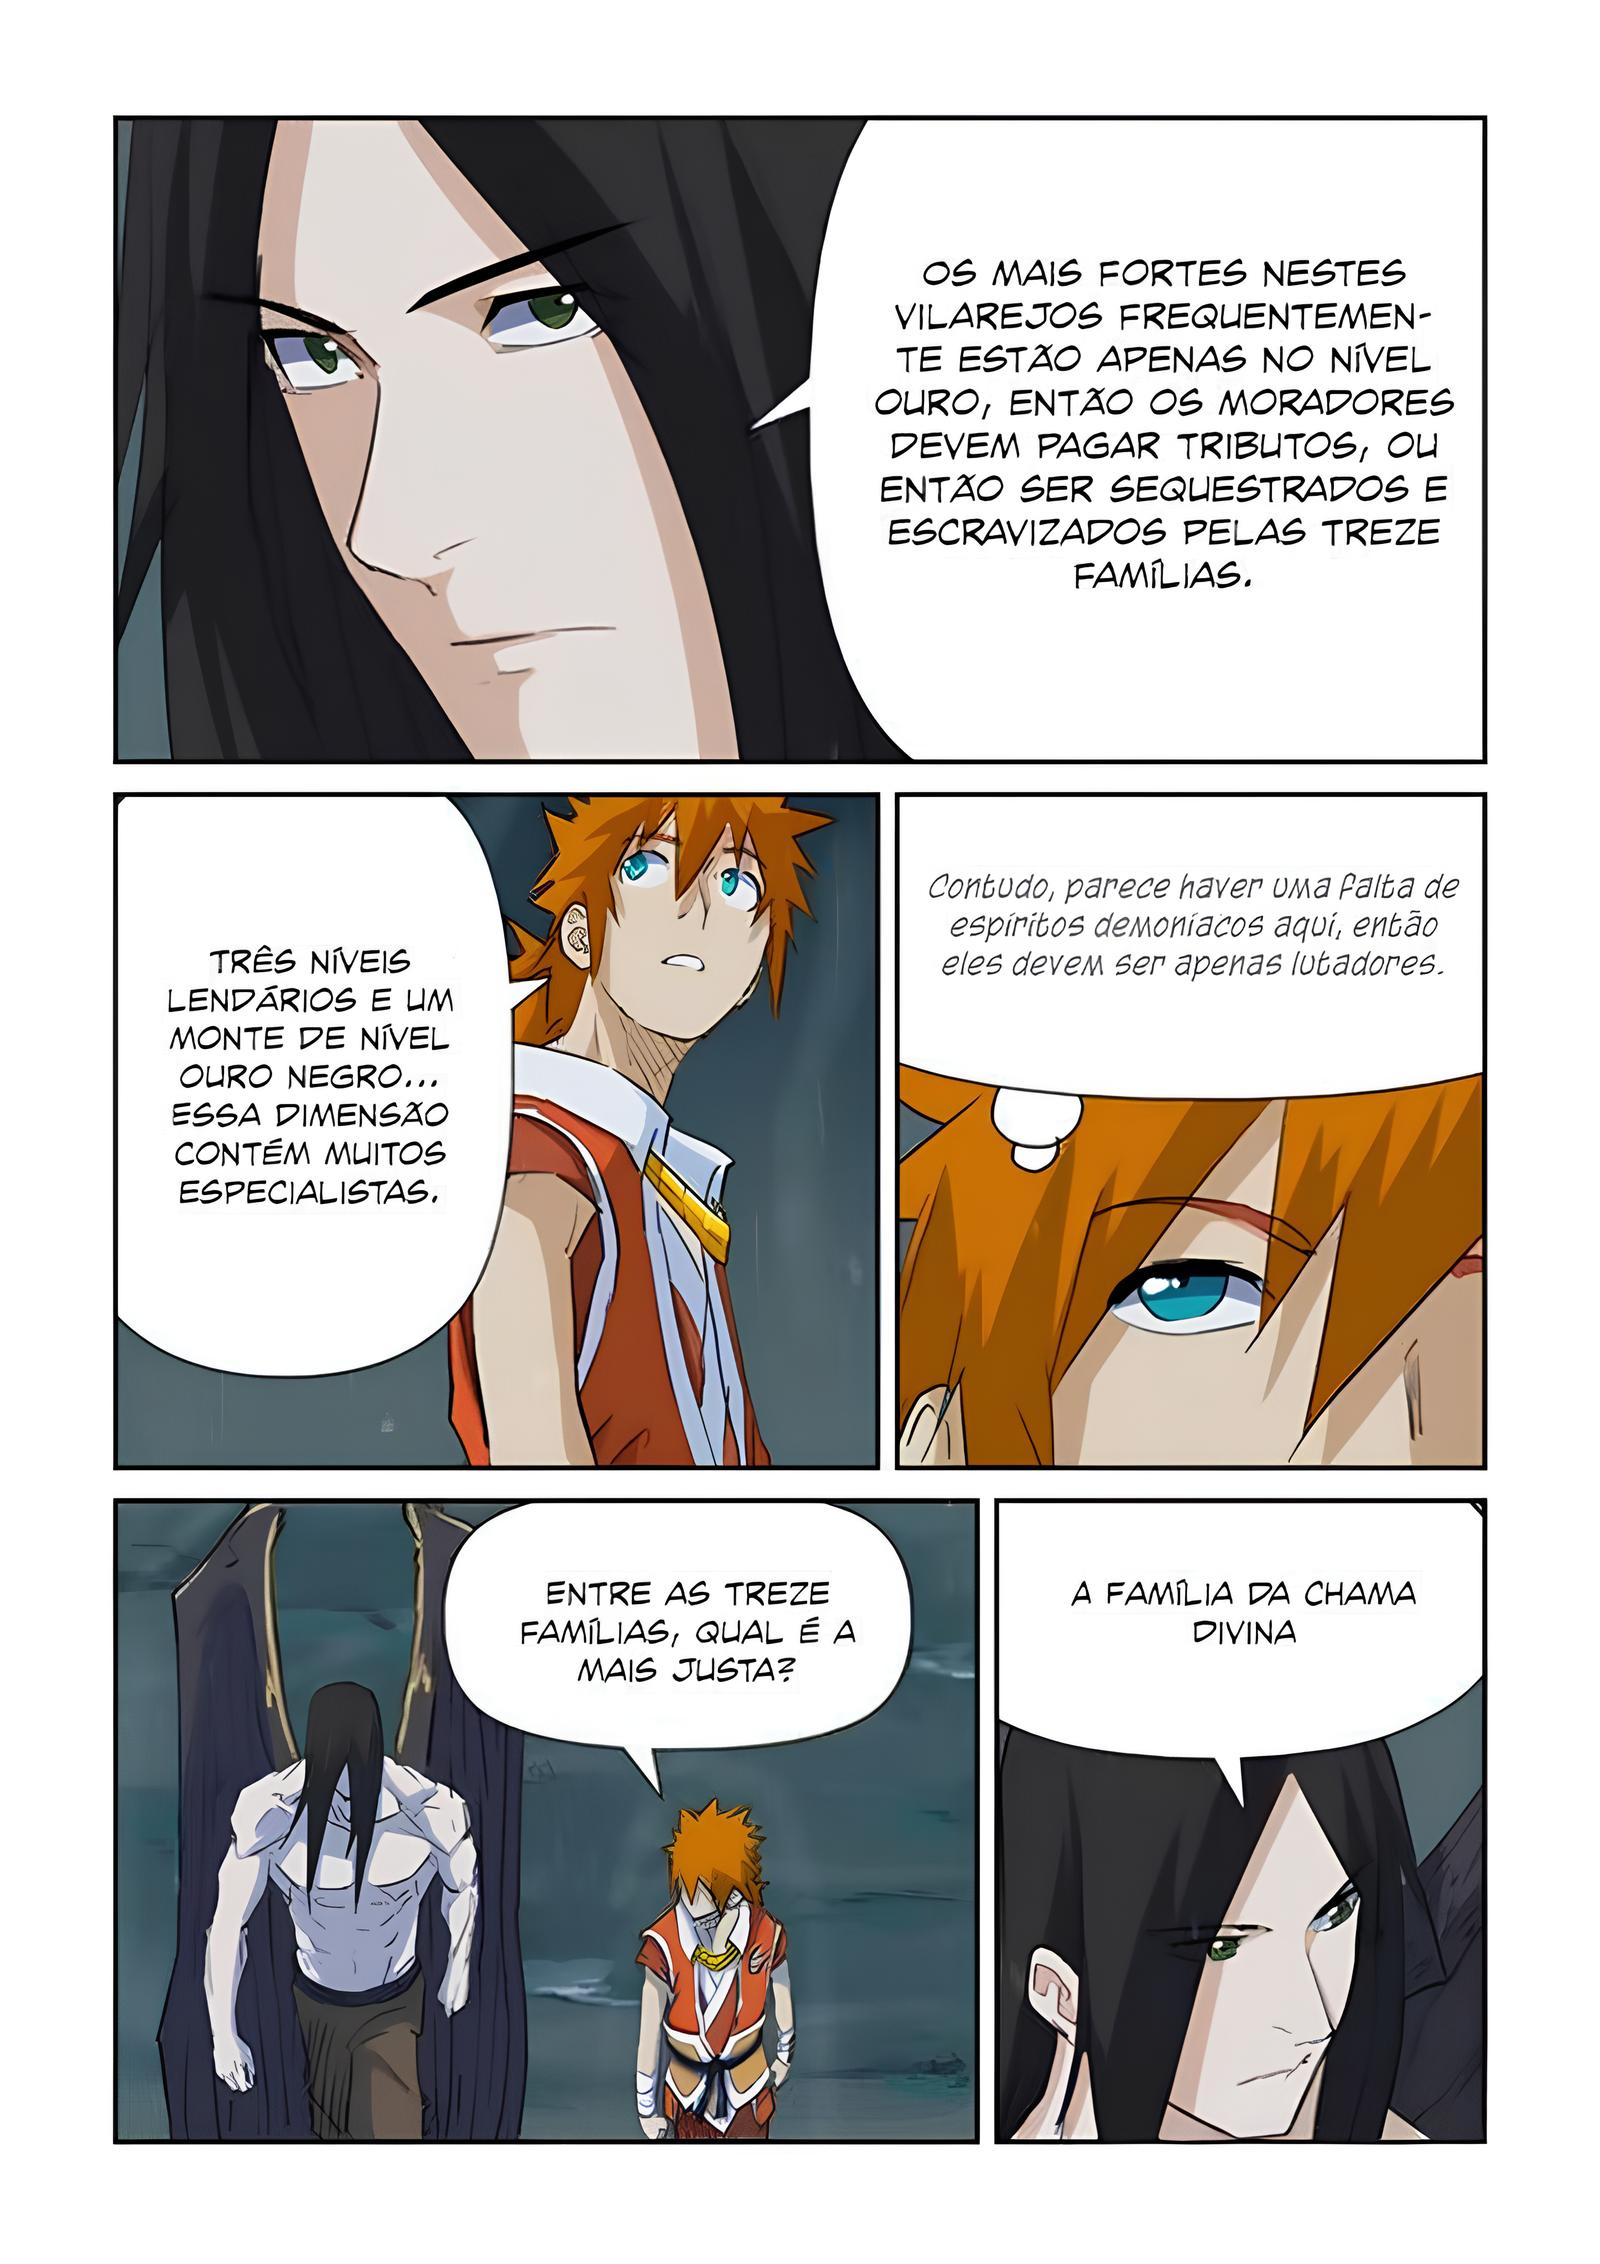 OS MAIS FORTES NESTES
VILAREJOS FREQUENTEMEN-
TE ESTÃO APENAS NO NÍVEL
OURO, ENTÃO OS MORADORES
DEVEM PAGAR TRIBUTOS, OU
ENTÃO SER SEQUESTRADOS E
ESCRAVIZADOS PELAS TREZE
FAMÍLIAS.
TRÊS NÍVEIS
LENDÁRIOS E UM
MONTE DE NÍVEL
OURO NEGRO...
ESSA DIMENSÃO
CONTÉM MUITOS
ESPECIALISTAS.
Contudo, parece haver uma falta de
espíritos demoníacos aqui, então
eles devem ser apenas lutadores.
ENTRE AS TREZE
FAMÍLIAS, QUAL É A
MAIS JUSTA?
A FAMÍLIA DA CHAMA
DIVINA